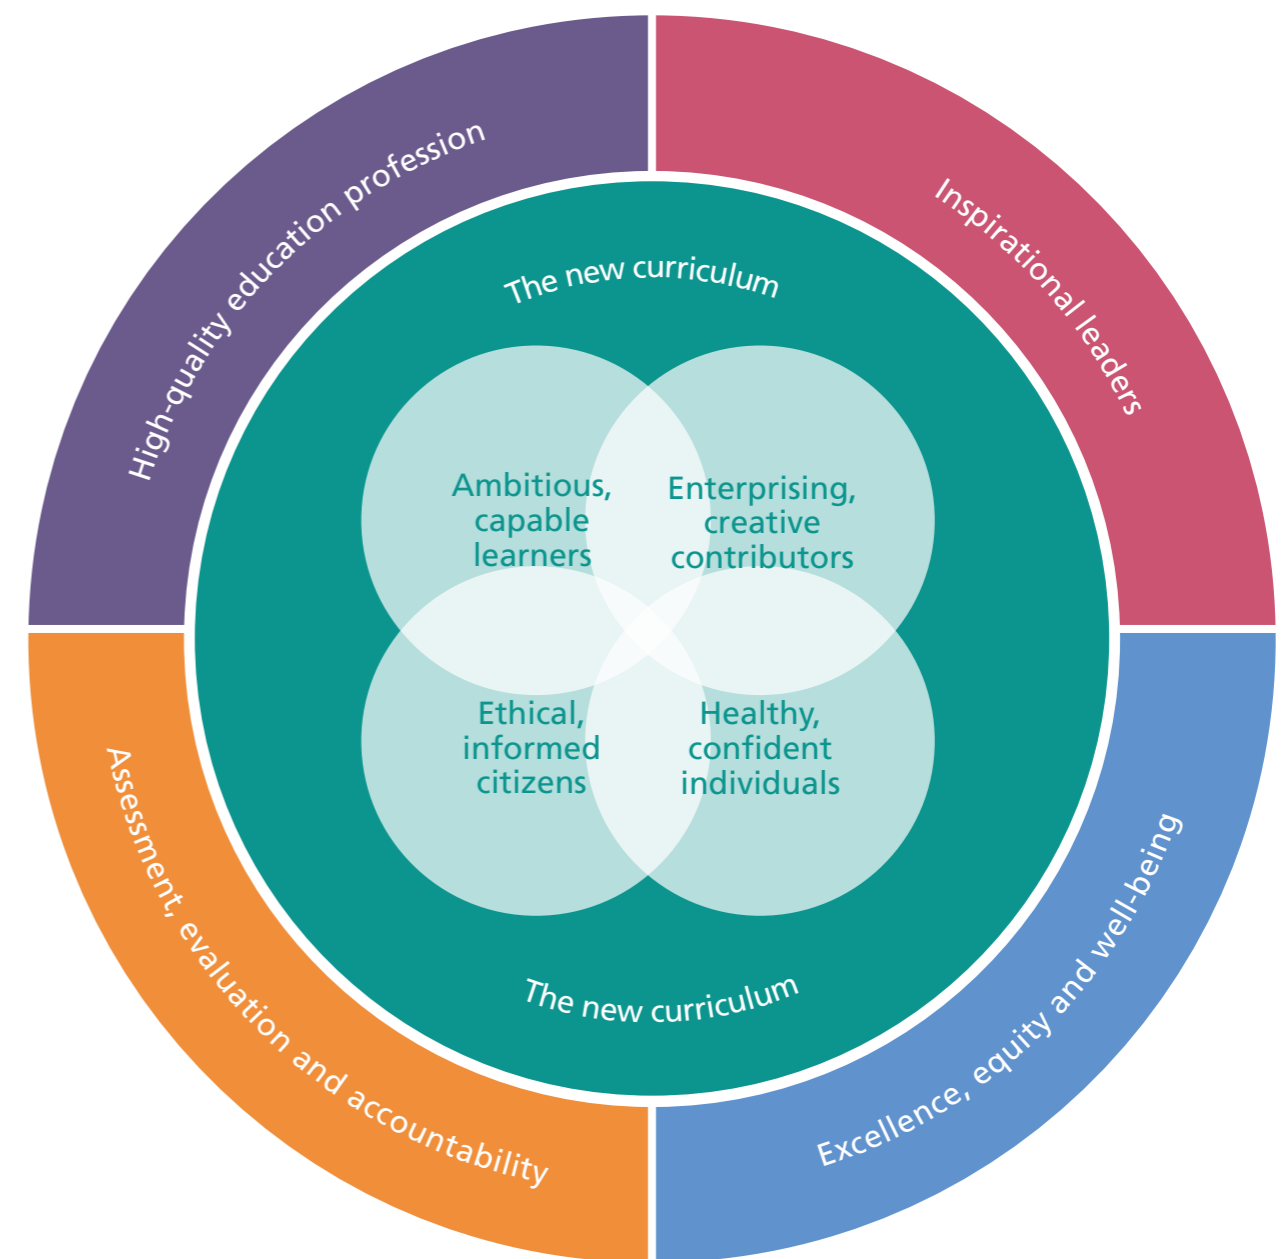 High-quality education profession
Inspirational leaders
The new curriculum
Ambitious,
capable
learners
Enterprising,
creative
contributors
Ethical,
informed
citizens
Healthy,
confident
individuals
The new curriculum
Assessment, evaluation and accountability
Excellence, equity and well-being